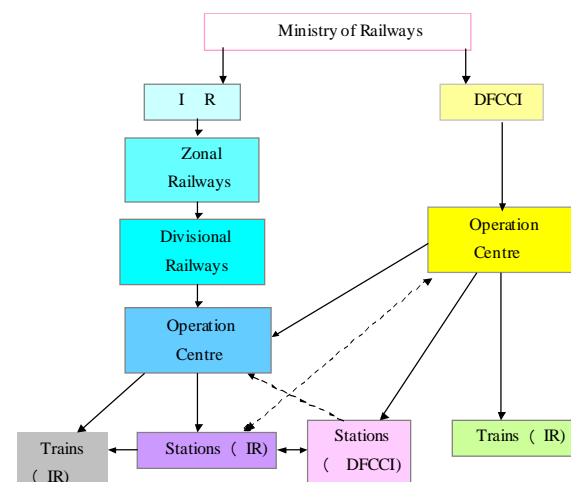 Ministry of Railways
I R
DFCCI
Zonal
Railways
Divisional
Railways
Operation
Centre
Operation
Centre
Trains
( IR)
Stations ( IR)
Stations
( DFCCI)
Trains ( IR)